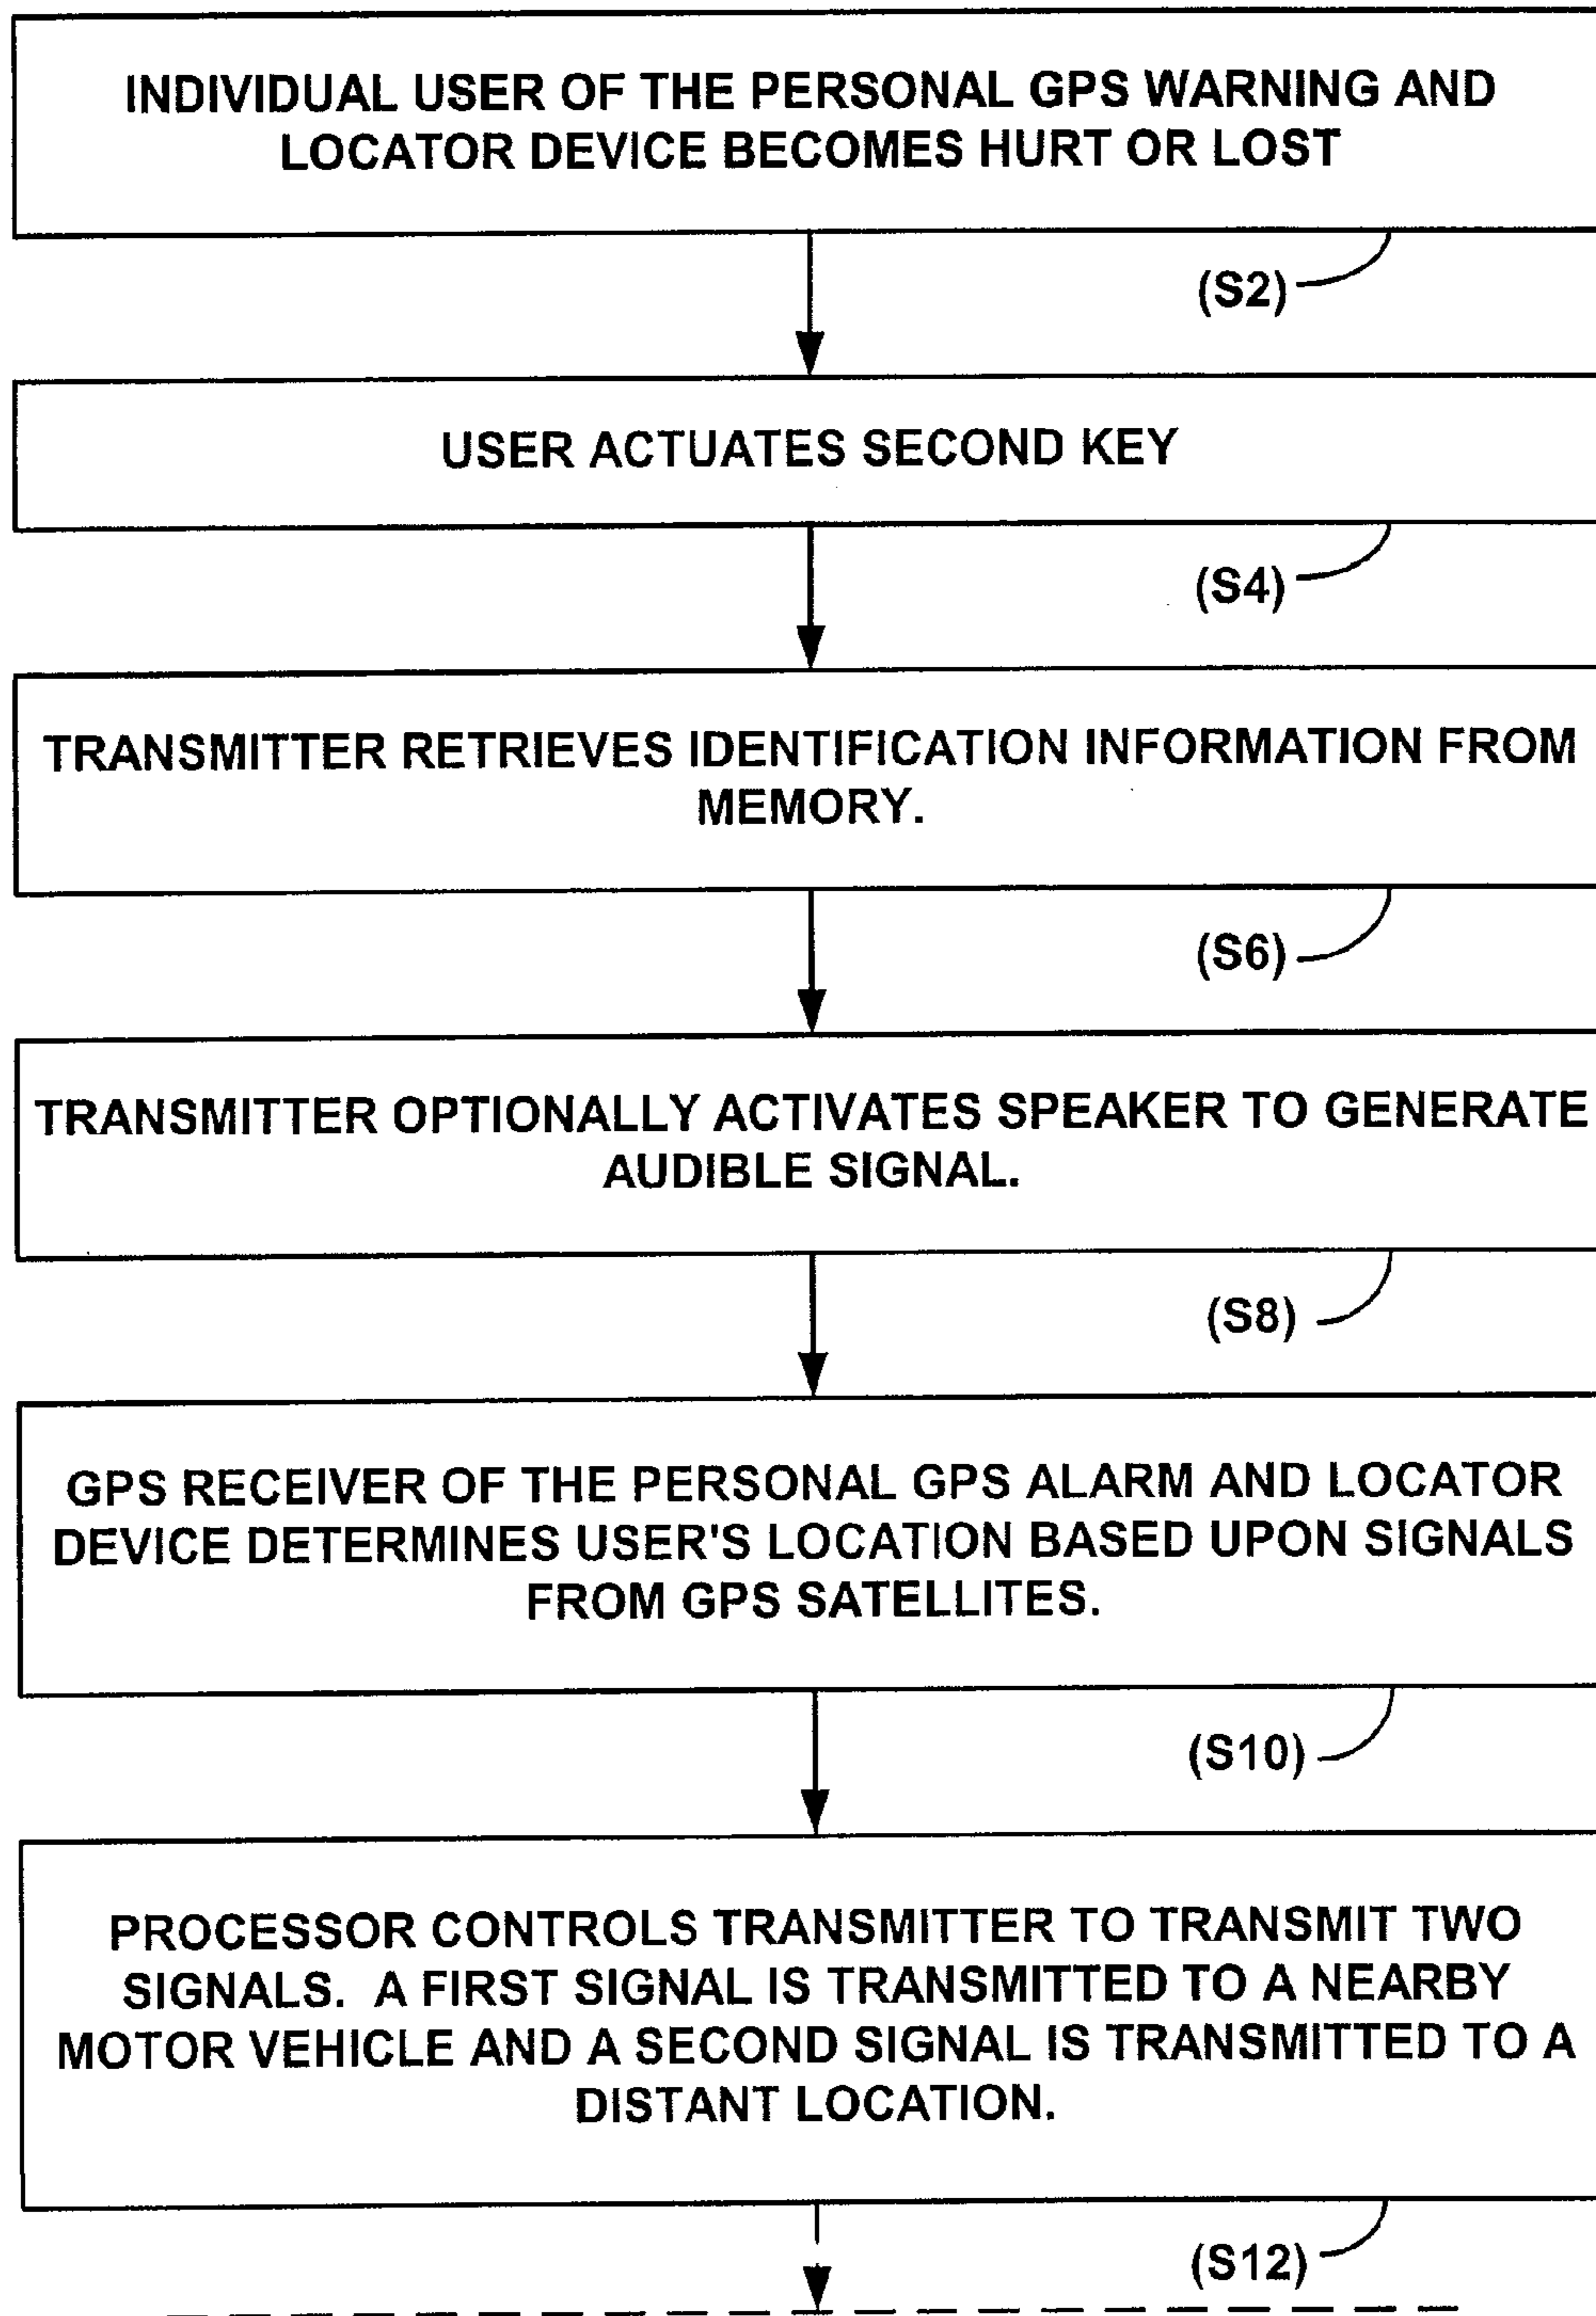 INDIVIDUAL USER OF THE PERSONAL GPS WARNING AND
LOCATOR DEVICE BECOMES HURT OR LOST
(S2)
USER ACTUATES SECOND KEY
(S4)
TRANSMITTER RETRIEVES IDENTIFICATION INFORMATION FROM
MEMORY.
(S6)
TRANSMITTER OPTIONALLY ACTIVATES SPEAKER TO GENERATE
AUDIBLE SIGNAL.
(S8)
GPS RECEIVER OF THE PERSONAL GPS ALARM AND LOCATOR
DEVICE DETERMINES USER'S LOCATION BASED UPON SIGNALS
FROM GPS SATELLITES.
(S10)
PROCESSOR CONTROLS TRANSMITTER TO TRANSMIT TWO
SIGNALS. A FIRST SIGNAL IS TRANSMITTED TO A NEARBY
MOTOR VEHICLE AND A SECOND SIGNAL IS TRANSMITTED TO A
DISTANT LOCATION.
(S12)